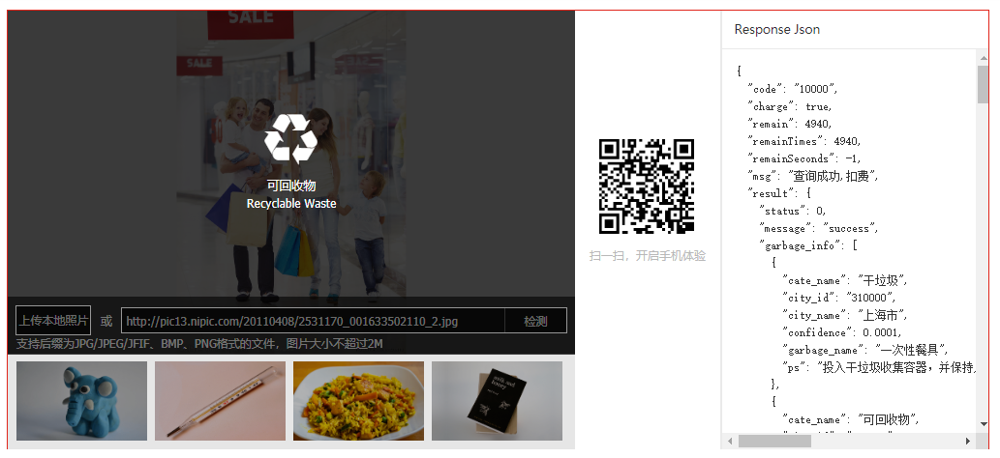 SALE
SALE
可回收物
Recyclable Waste
上传本地照片 或 http://pic13.nipic.com/20110408/2531170_001633502110_2.jpg 检测
支持后缀为JPG/JPEG/JFIF、BMP、PNG格式的文件，图片大小不超过2M
扫一扫，开启手机体验
Response Json
{
"code": "10000",
"charge": true,
"remain": 4940,
"remainTimes": 4940,
"remainSeconds": -1,
"msg": "查询成功,扣费",
"result": {
"status": 0,
"message": "success",
"garbage_info": [
{
"cate_name": "干垃圾",
"city_id": "310000",
"city_name": "上海市",
"confidence": 0.0001,
"garbage_name": "一次性餐具",
"ps": "投入干垃圾收集容器，并保持
},
{
"cate_name": "可回收物",